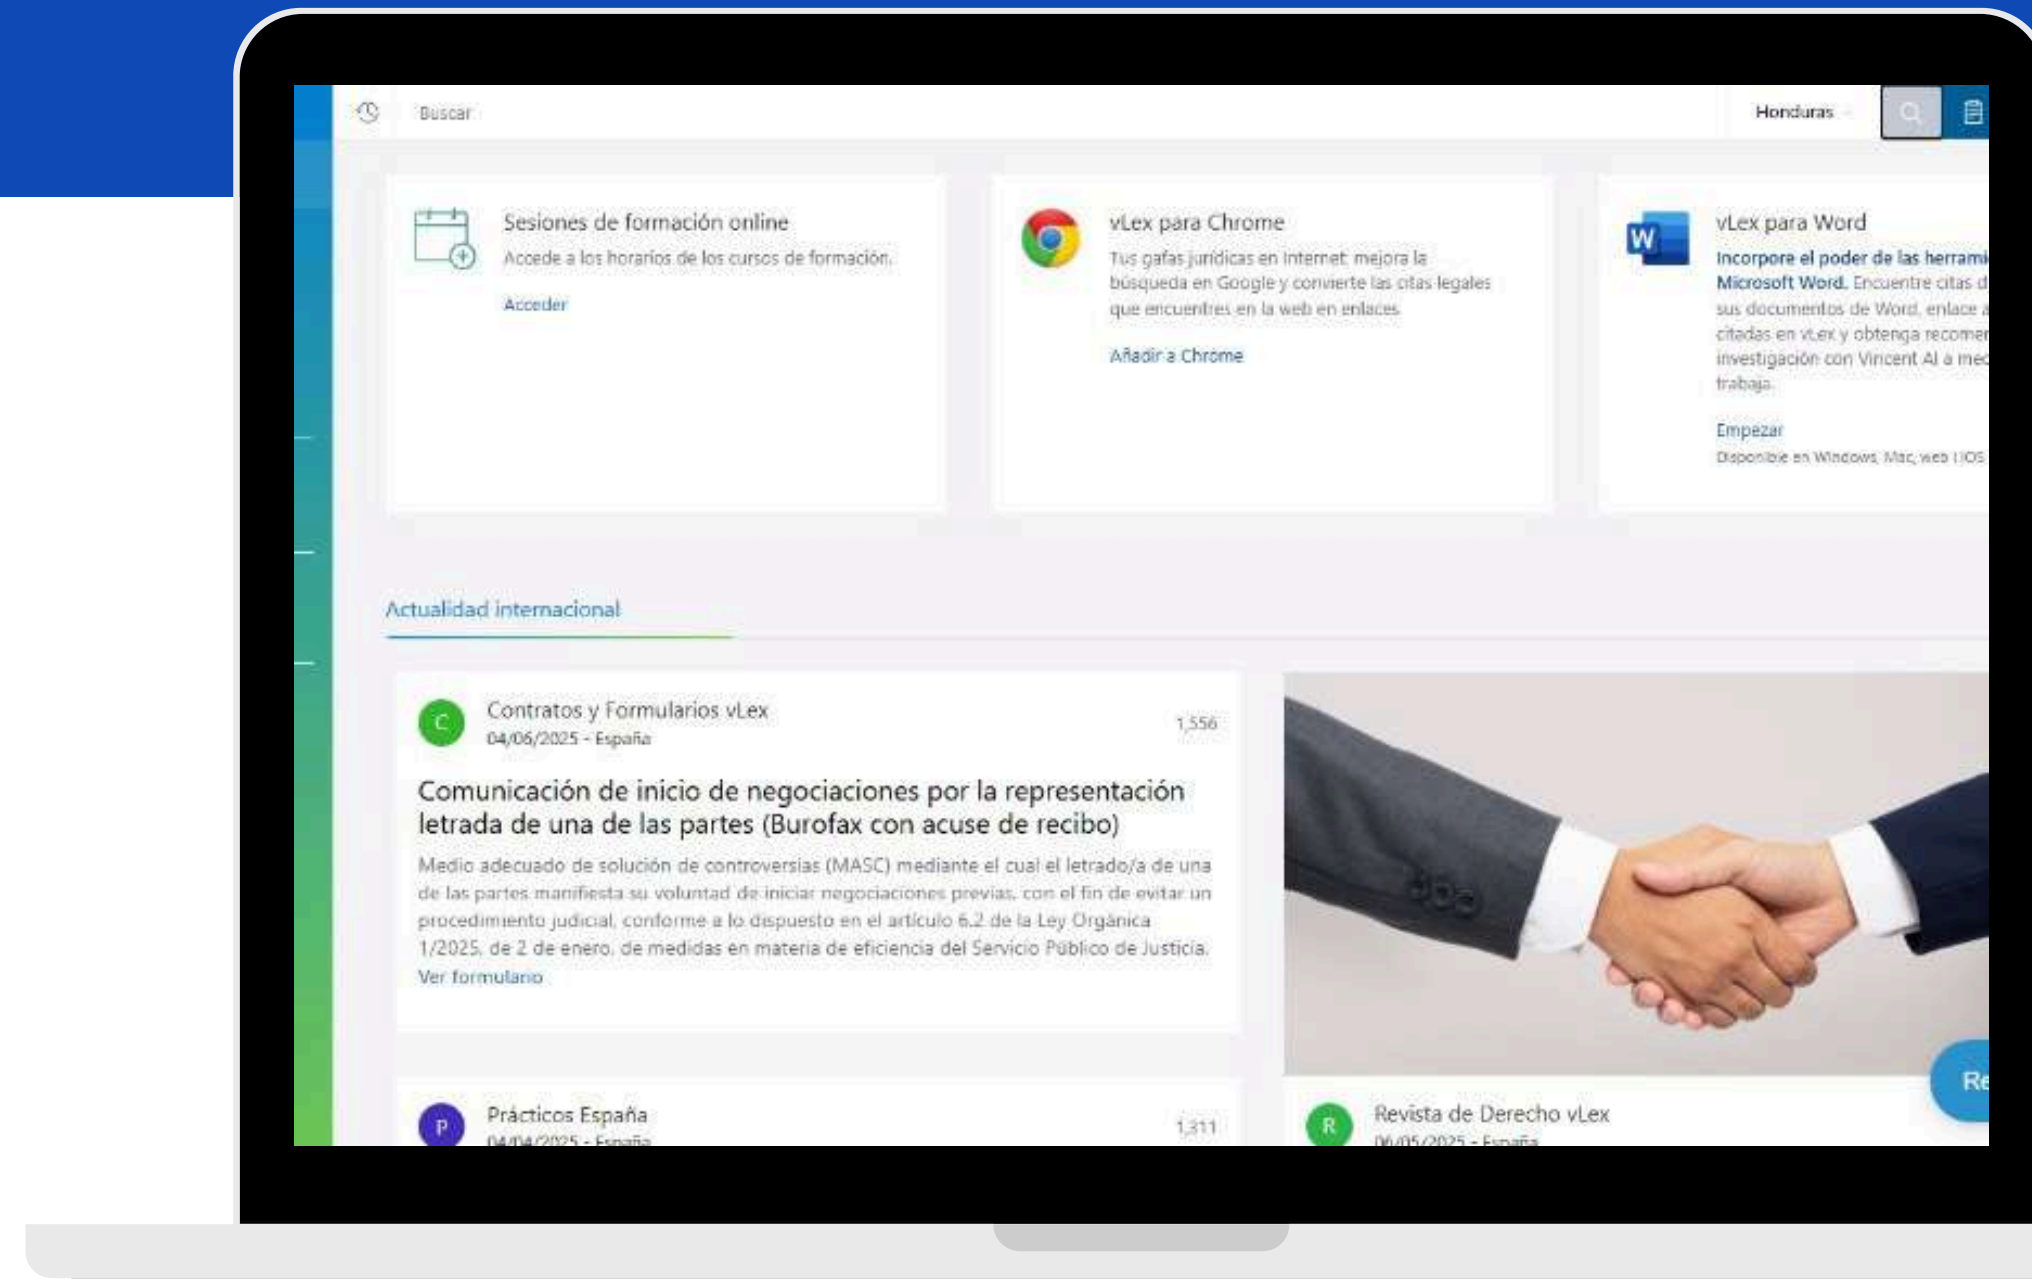 Buscar
Honduras
Sesiones de formación online
Accede a los horarios de los cursos de formación.
Acceder
vLex para Chrome
Tus gafas jurídicas en Internet: mejora la
búsqueda en Google y convierte las citas legales
que encuentres en la web en enlaces.
Añadir a Chrome
W
vLex para Word
Incorpore el poder de las herrami
Microsoft Word. Encuentre citas d
sus documentos de Word, enlace a
citadas en vLex y obtenga recomen
investigación con Vincent AI a med
trabaja.
Empezar
Disponible en Windows, Mac, web
Actualidad internacional
C
Contratos y Formularios vLex
04/06/2025 - España
1,556
Comunicación de inicio de negociaciones por la representación
letrada de una de las partes (Burofax con acuse de recibo)
Medio adecuado de solución de controversias (MASC) mediante el cual el letrado/a de una
de las partes manifiesta su voluntad de iniciar negociaciones previas, con el fin de evitar un
procedimiento judicial, conforme a lo dispuesto en el artículo 6.2 de la Ley Orgánica
1/2025, de 2 de enero, de medidas en materia de eficiencia del Servicio Público de Justicia.
Ver formulario
P
Prácticos España
04/04/2025 - España
1,311
R
Revista de Derecho vLex
06/05/2025 - España
Re